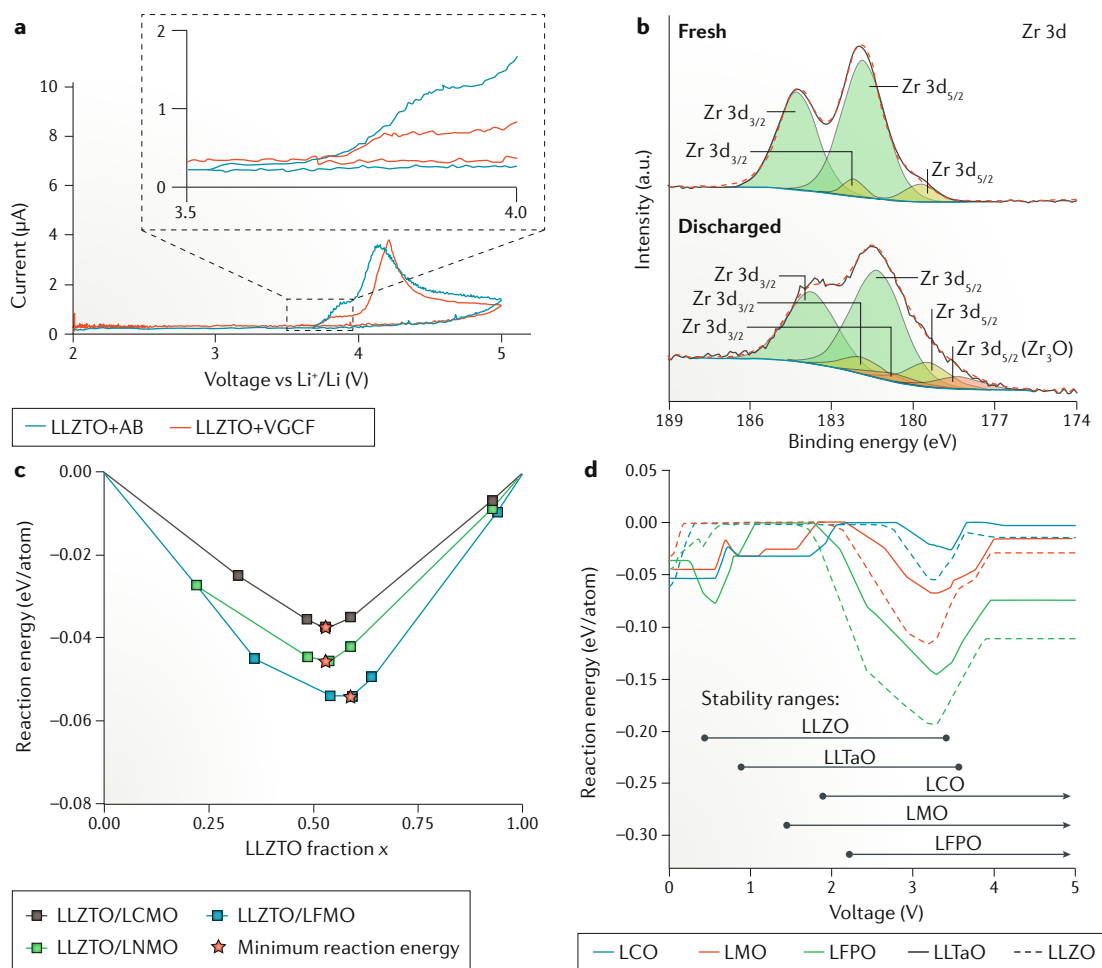 a
2
1
0
3.5
4.0
10
8
6
4
2
0
Current (μA)
2
3
4
5
Voltage vs Li⁺/Li (V)
LLZTO+AB
LLZTO+VGCF
b
Fresh
Zr 3d
Zr 3d₃/₂
Zr 3d₅/₂
Zr 3d₃/₂
Zr 3d₅/₂
Discharged
Zr 3d₃/₂
Zr 3d₅/₂
Zr 3d₃/₂
Zr 3d₅/₂
Zr 3d₃/₂
Zr 3d₅/₂ (Zr₃O)
Intensity (a.u.)
189
186
183
180
177
174
Binding energy (eV)
c
0.00
−0.02
−0.04
−0.06
−0.08
Reaction energy (eV/atom)
0.00
0.25
0.50
0.75
1.00
LLZTO fraction x
LLZTO/LCMO
LLZTO/LFMO
LLZTO/LNMO
Minimum reaction energy
d
0.05
0.00
−0.05
−0.10
−0.15
−0.20
−0.25
−0.30
Reaction energy (eV/atom)
Stability ranges:
LLZO
LLTaO
LCO
LMO
LFPO
0
1
2
3
4
5
Voltage (V)
LCO
LMO
LFPO
LLTaO
LLZO